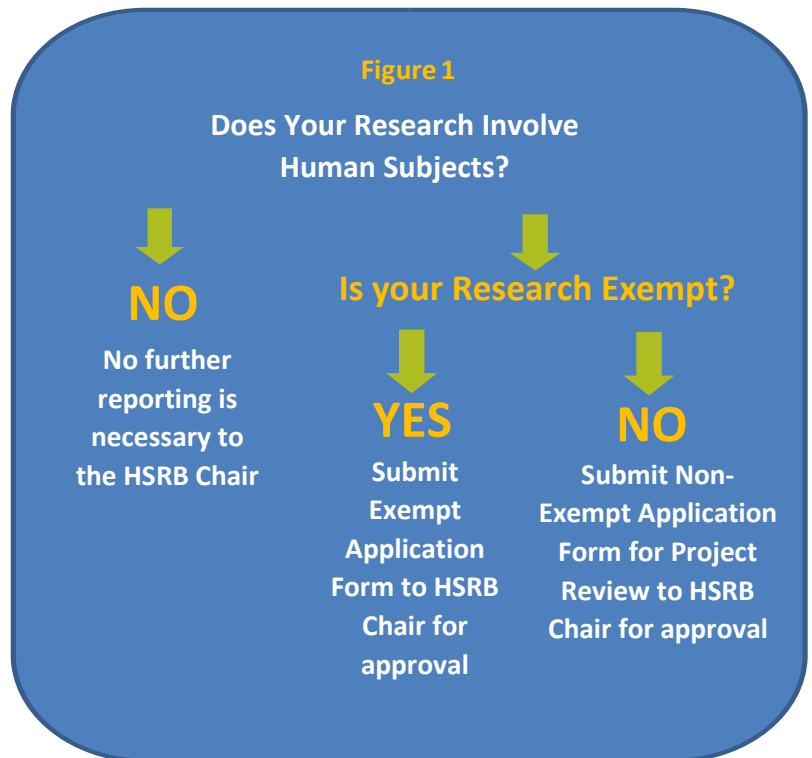 Figure 1
Does Your Research Involve
Human Subjects?
NO
No further
reporting is
necessary to
the HSRB Chair
Is your Research Exempt?
YES
Submit
Exempt
Application
Form to HSRB
Chair for
approval
NO
Submit Non-
Exempt Application
Form for Project
Review to HSRB
Chair for approval